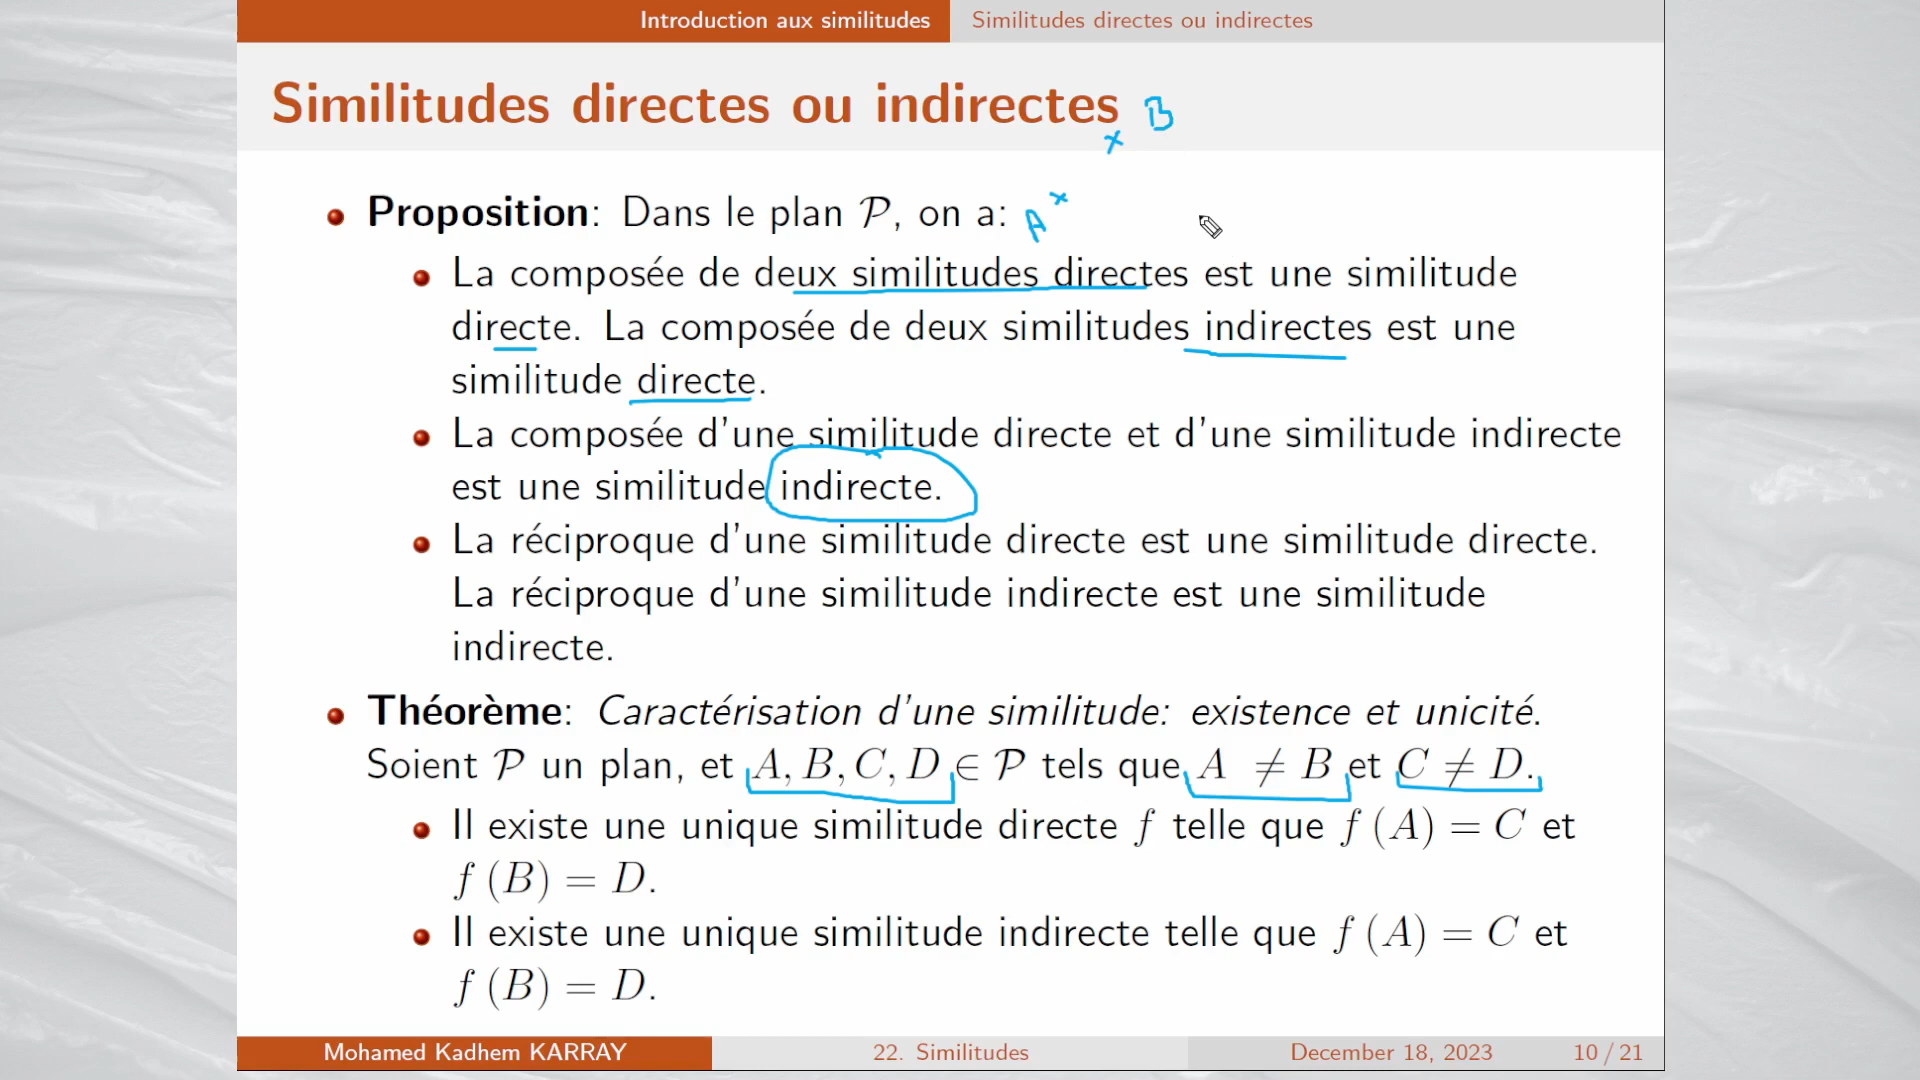 Introduction aux similitudes Similitudes directes ou indirectes
Similitudes directes ou indirectes B
Proposition: Dans le plan 𝒫, on a: A
La composée de deux similitudes directes est une similitude
directe. La composée de deux similitudes indirectes est une
similitude directe.
La composée d'une similitude directe et d'une similitude indirecte
est une similitude indirecte.
La réciproque d'une similitude directe est une similitude directe.
La réciproque d'une similitude indirecte est une similitude
indirecte.
Théorème: Caractérisation d'une similitude: existence et unicité.
Soient 𝒫 un plan, et A, B, C, D ∈ 𝒫 tels que A ≠ B et C ≠ D.
Il existe une unique similitude directe f telle que f (A) = C et
f (B) = D.
Il existe une unique similitude indirecte telle que f (A) = C et
f (B) = D.
Mohamed Kadhem KARRAY 22. Similitudes December 18, 2023 10 / 21